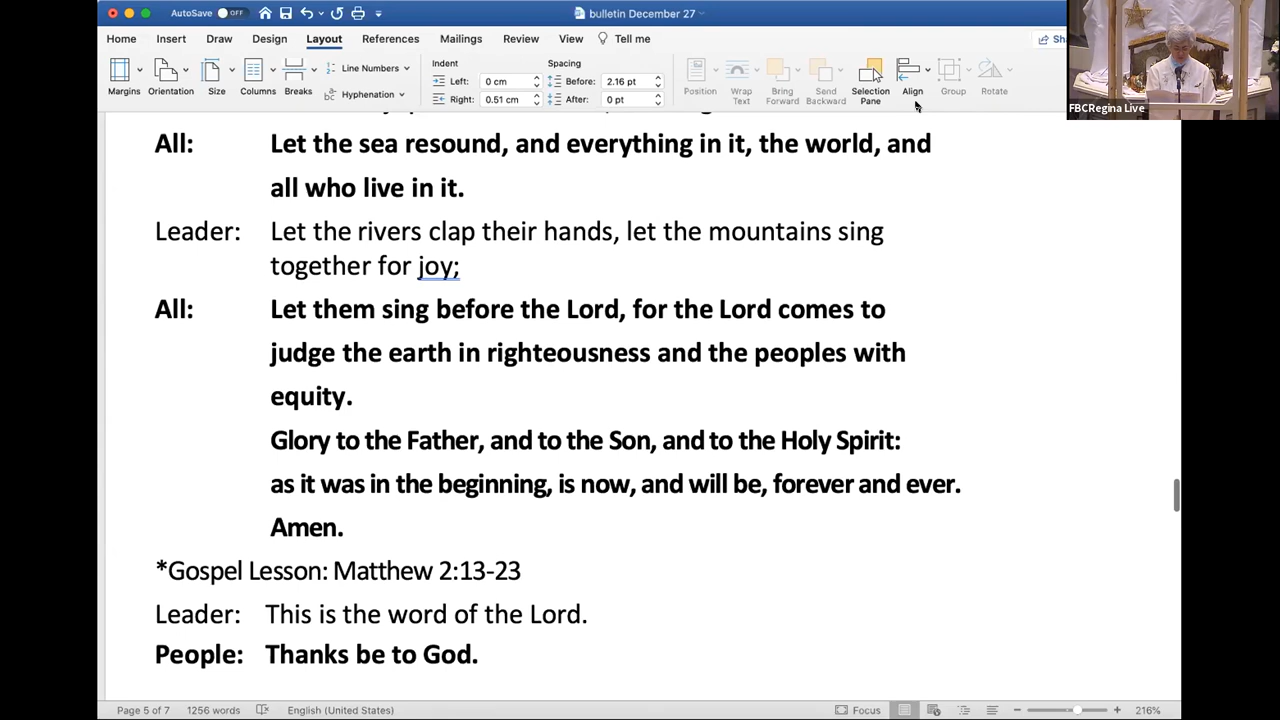 AutoSave OFF
bulletin December 27
Home Insert Draw Design Layout References Mailings Review View Tell me
Margins Orientation Size Columns Breaks
Line Numbers
Hyphenation
Indent Spacing
Left: 0 cm Before: 2.16 pt
Right: 0.51 cm After: 0 pt
Position Wrap Text Bring Forward Send Backward Selection Pane Align Group Rotate
FBCRegina Live
All: Let the sea resound, and everything in it, the world, and
all who live in it.
Leader: Let the rivers clap their hands, let the mountains sing
together for joy;
All: Let them sing before the Lord, for the Lord comes to
judge the earth in righteousness and the peoples with
equity.
Glory to the Father, and to the Son, and to the Holy Spirit:
as it was in the beginning, is now, and will be, forever and ever.
Amen.
*Gospel Lesson: Matthew 2:13-23
Leader: This is the word of the Lord.
People: Thanks be to God.
Page 5 of 7 1256 words English (United States) Focus 216%